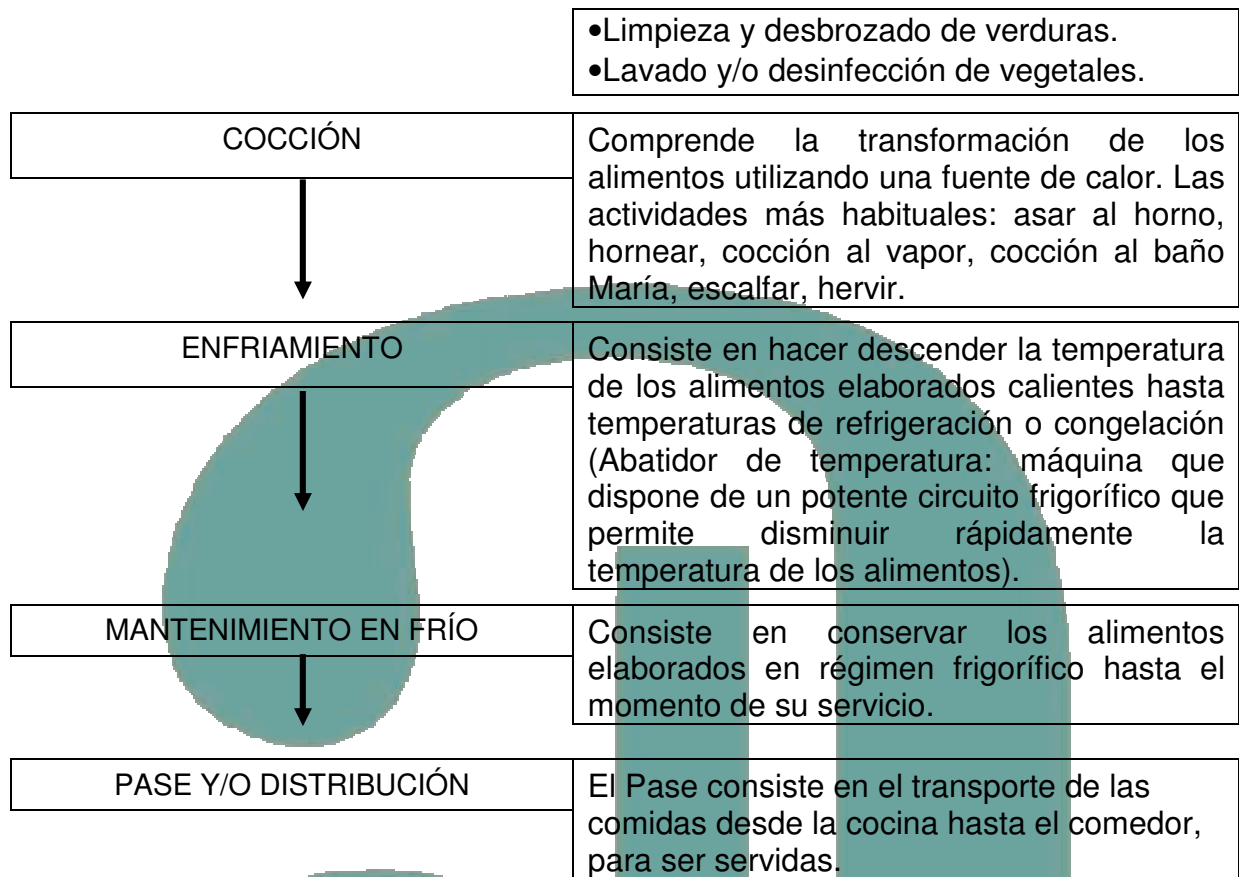 •Limpieza y desbrozado de verduras.
•Lavado y/o desinfección de vegetales.
COCCIÓN
Comprende la transformación de los
alimentos utilizando una fuente de calor. Las
actividades más habituales: asar al horno,
hornear, cocción al vapor, cocción al baño
María, escalfar, hervir.
ENFRIAMIENTO
Consiste en hacer descender la temperatura
de los alimentos elaborados calientes hasta
temperaturas de refrigeración o congelación
(Abatidor de temperatura: máquina que
dispone de un potente circuito frigorífico que
permite disminuir rápidamente la
temperatura de los alimentos).
MANTENIMIENTO EN FRÍO
Consiste en conservar los alimentos
elaborados en régimen frigorífico hasta el
momento de su servicio.
PASE Y/O DISTRIBUCIÓN
El Pase consiste en el transporte de las
comidas desde la cocina hasta el comedor,
para ser servidas.